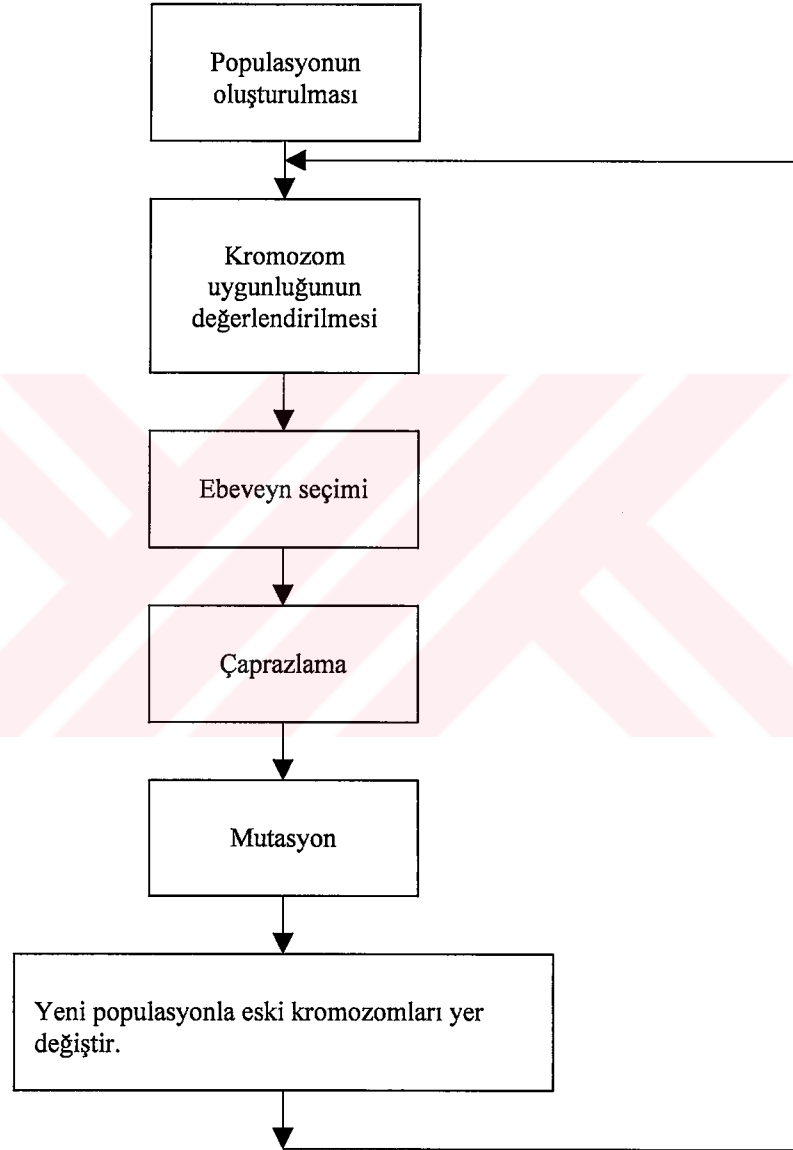 Populasyonun
oluşturulması
Kromozom
uygunluğunun
değerlendirilmesi
Ebeveyn seçimi
Çaprazlama
Mutasyon
Yeni populasyonla eski kromozomları yer
değiştir.